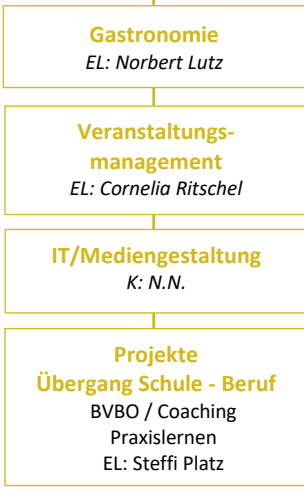 Gastronomie
EL: Norbert Lutz
Veranstaltungs-
management
EL: Cornelia Ritschel
IT/Mediengestaltung
K: N.N.
Projekte
Übergang Schule - Beruf
BVBO / Coaching
Praxislernen
EL: Steffi Platz